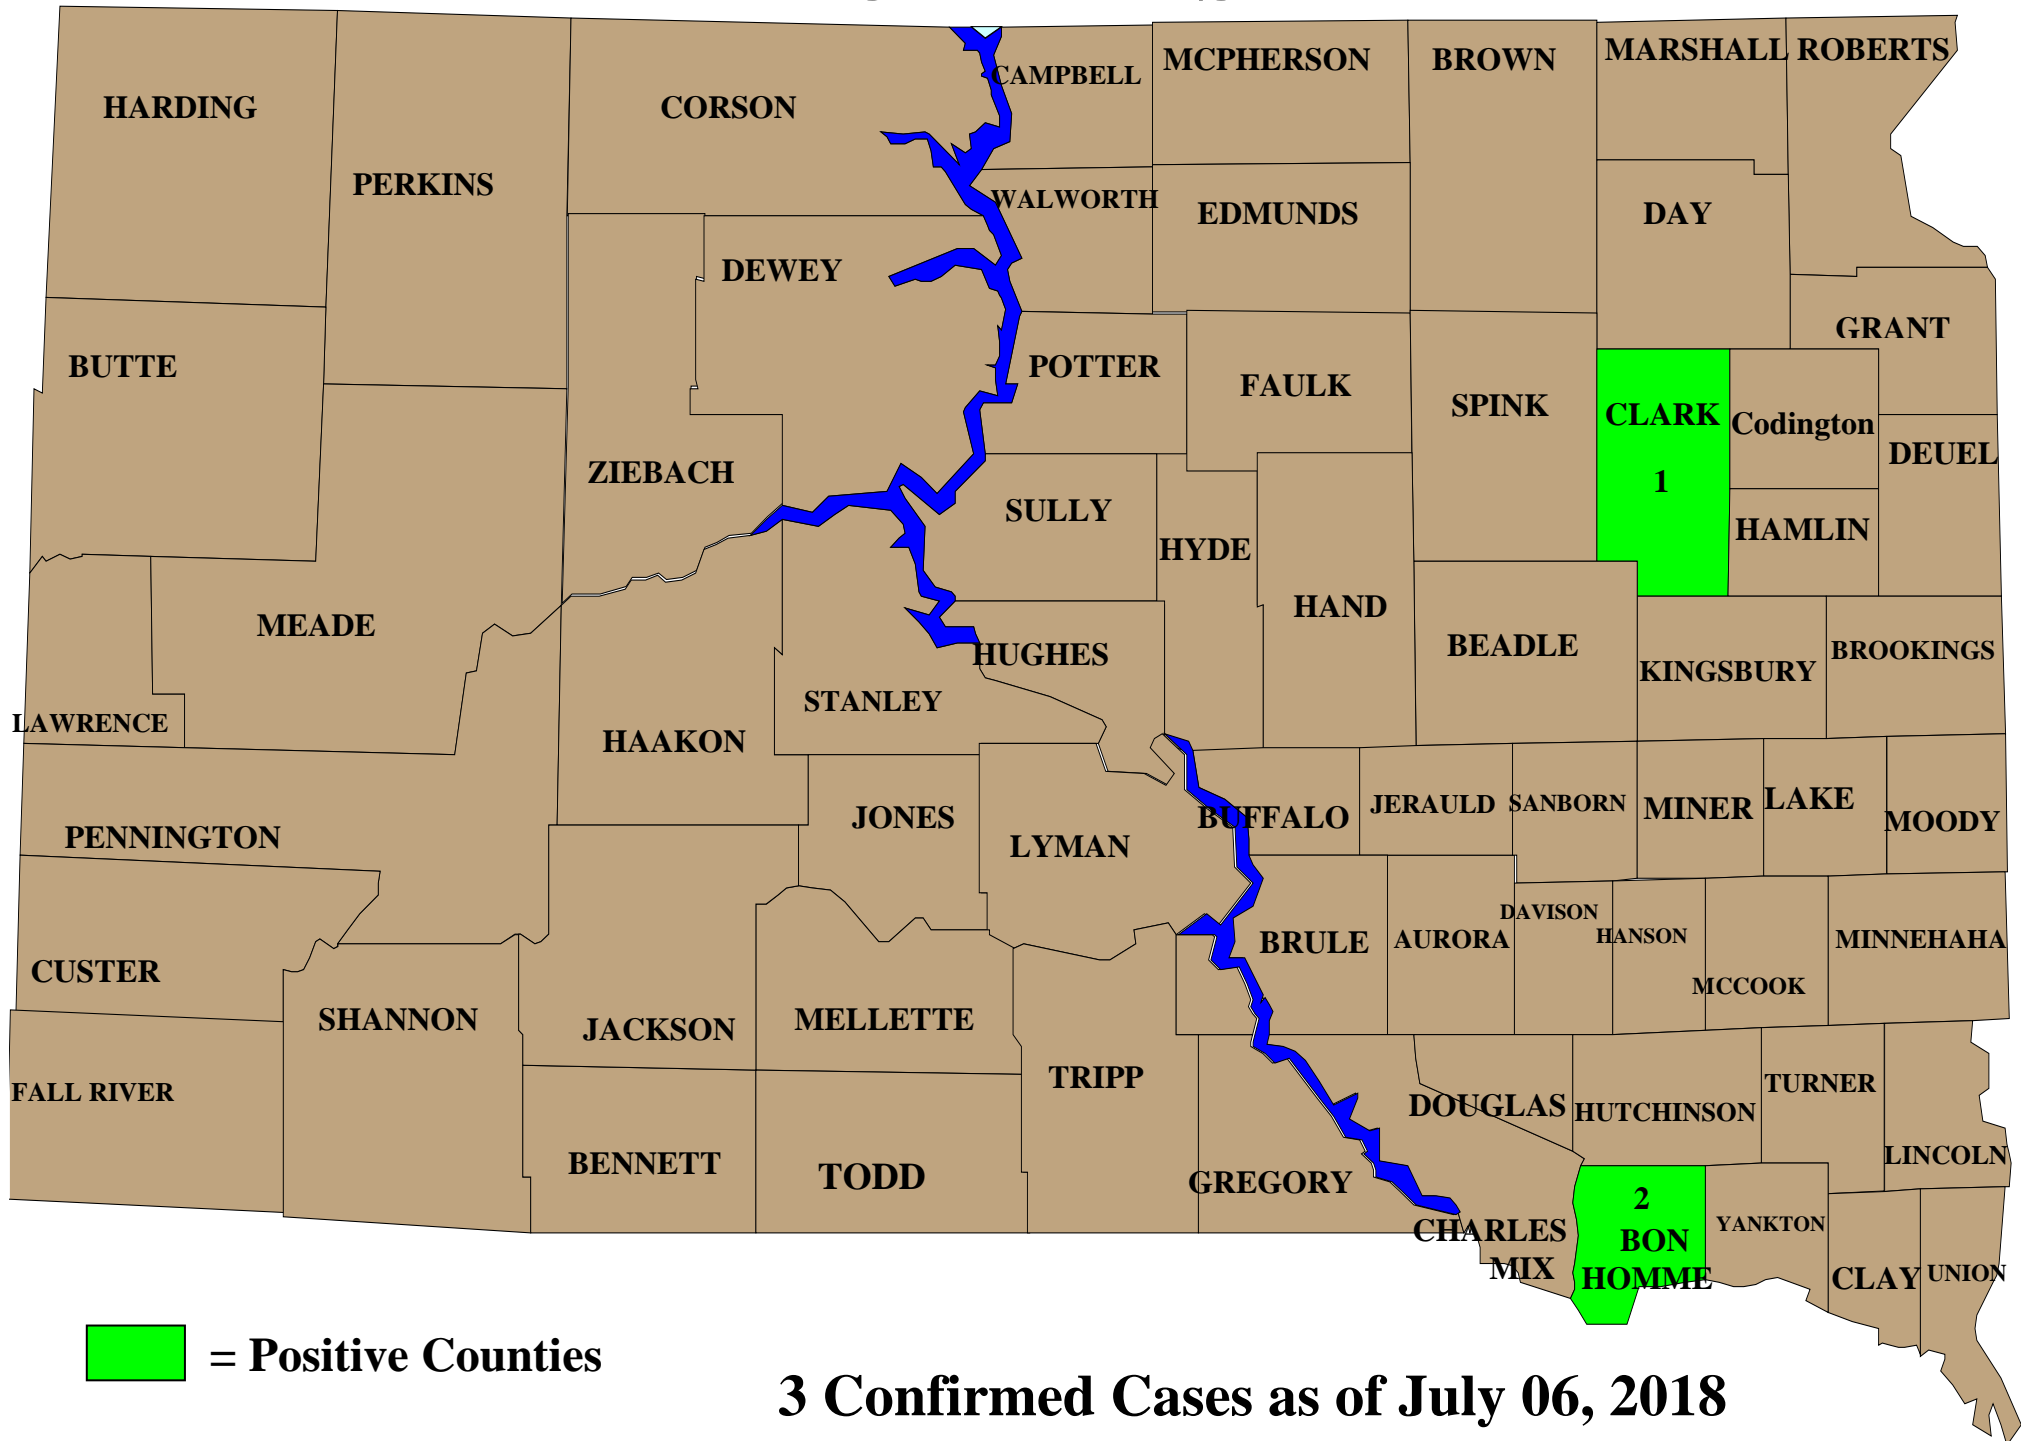 HARDING
PERKINS
CORSON
CAMPBELL
MCPHERSON
BROWN
MARSHALL
ROBERTS
WALWORTH
EDMUNDS
DAY
DEWEY
GRANT
BUTTE
POTTER
FAULK
SPINK
CLARK
1
Codington
DEUEL
ZIEBACH
SULLY
HYDE
HAMLIN
MEADE
HAND
BEADLE
HUGHES
KINGSBURY
BROOKINGS
STANLEY
LAWRENCE
HAAKON
PENNINGTON
JONES
LYMAN
BUFFALO
JERAULD
SANBORN
MINER
LAKE
MOODY
DAVISON
HANSON
BRULE
AURORA
MINNEHAHA
CUSTER
MCCOOK
SHANNON
JACKSON
MELLETTE
TRIPP
FALL RIVER
DOUGLAS
HUTCHINSON
TURNER
BENNETT
TODD
GREGORY
LINCOLN
CHARLES
MIX
2
BON
HOMME
YANKTON
CLAY
UNION
= Positive Counties
3 Confirmed Cases as of July 06, 2018